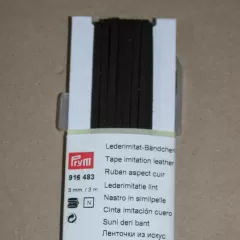 Prym
916 483
3 mm / 3 m
N
Lederimitat-Bändchen
Tape imitation leather
Ruban aspect cuir
Lederimitatie lint
Nastro in similpelle
Cinta imitación cuero
Suni deri bant
Ленточки из искус.